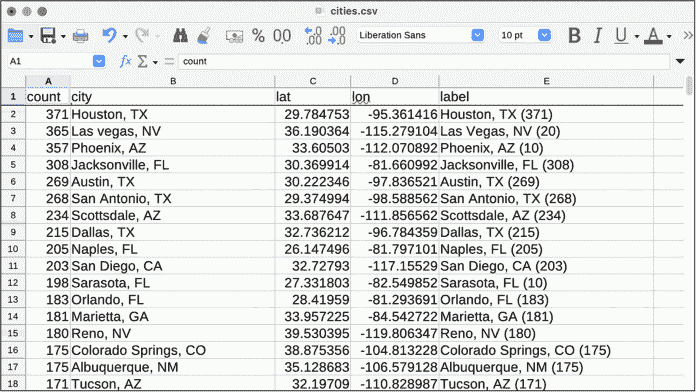 cities.csv
% 00 .0 .00 .00 .0 Liberation Sans 10 pt B I U A »
A1 fx Σ = count
A B C D E
1 count city lat lon label
2 371 Houston, TX 29.784753 -95.361416 Houston, TX (371)
3 365 Las vegas, NV 36.190364 -115.279104 Las vegas, NV (20)
4 357 Phoenix, AZ 33.60503 -112.070892 Phoenix, AZ (10)
5 308 Jacksonville, FL 30.369914 -81.660992 Jacksonville, FL (308)
6 269 Austin, TX 30.222346 -97.836521 Austin, TX (269)
7 268 San Antonio, TX 29.374994 -98.588562 San Antonio, TX (268)
8 234 Scottsdale, AZ 33.687647 -111.856562 Scottsdale, AZ (234)
9 215 Dallas, TX 32.736212 -96.784359 Dallas, TX (215)
10 205 Naples, FL 26.147496 -81.797101 Naples, FL (205)
11 203 San Diego, CA 32.72793 -117.15529 San Diego, CA (203)
12 198 Sarasota, FL 27.331803 -82.549852 Sarasota, FL (10)
13 183 Orlando, FL 28.41959 -81.293691 Orlando, FL (183)
14 181 Marietta, GA 33.957225 -84.542722 Marietta, GA (181)
15 180 Reno, NV 39.530395 -119.806347 Reno, NV (180)
16 175 Colorado Springs, CO 38.875356 -104.813228 Colorado Springs, CO (175)
17 175 Albuquerque, NM 35.128683 -106.579128 Albuquerque, NM (175)
18 171 Tucson, AZ 32.19709 -110.828987 Tucson, AZ (171)